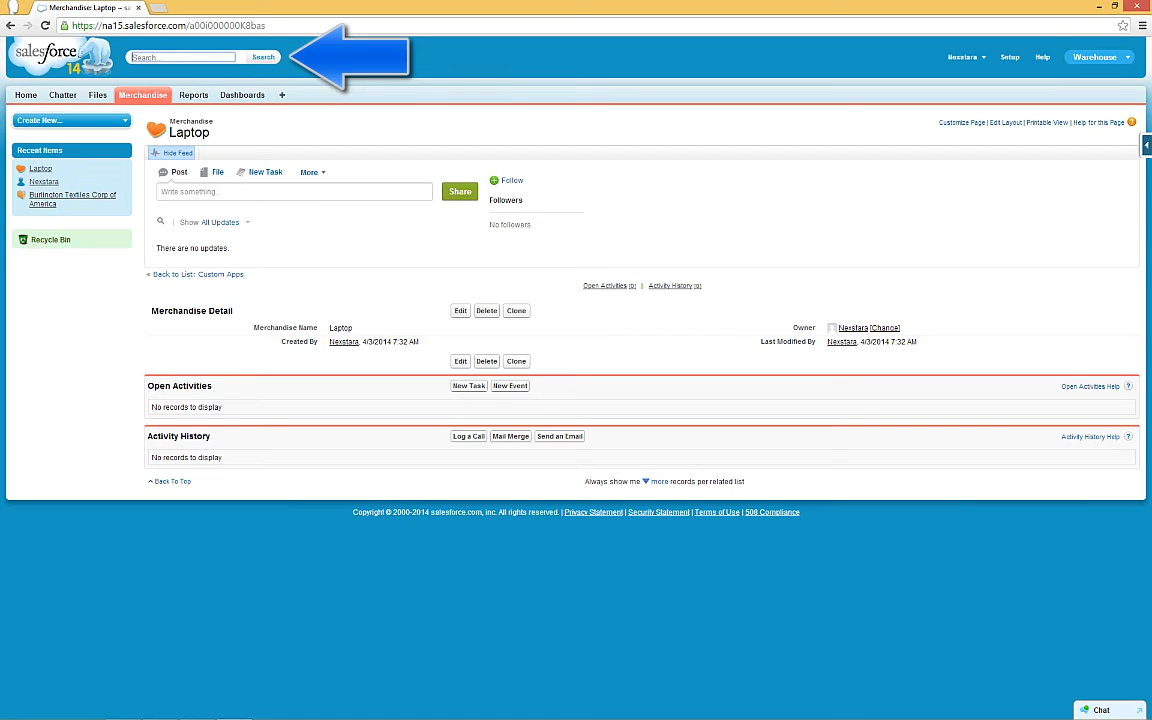 Merchandise: Laptop ~ sa
https://na15.salesforce.com/a00i000000K8bas
salesforce
14
Search...
Search
Nexstara
Setup
Help
Warehouse
Home
Chatter
Files
Merchandise
Reports
Dashboards
+
Create New...
Recent Items
Laptop
Nexstara
Burlington Textiles Corp of
America
Recycle Bin
Merchandise
Laptop
Customize Page | Edit Layout | Printable View | Help for this Page
Hide Feed
Post
File
New Task
More
Write something...
Share
Show All Updates
There are no updates.
Follow
Followers
No followers.
« Back to List: Custom Apps
Open Activities [0] | Activity History [0]
Merchandise Detail
Edit Delete Clone
Merchandise Name Laptop
Owner Nexstara [Change]
Created By Nexstara, 4/3/2014 7:32 AM
Last Modified By Nexstara, 4/3/2014 7:32 AM
Edit Delete Clone
Open Activities
New Task New Event
Open Activities Help ?
No records to display
Activity History
Log a Call Mail Merge Send an Email
Activity History Help ?
No records to display
Back To Top
Always show me more records per related list
Copyright © 2000-2014 salesforce.com, inc. All rights reserved. | Privacy Statement | Security Statement | Terms of Use | 508 Compliance
Chat